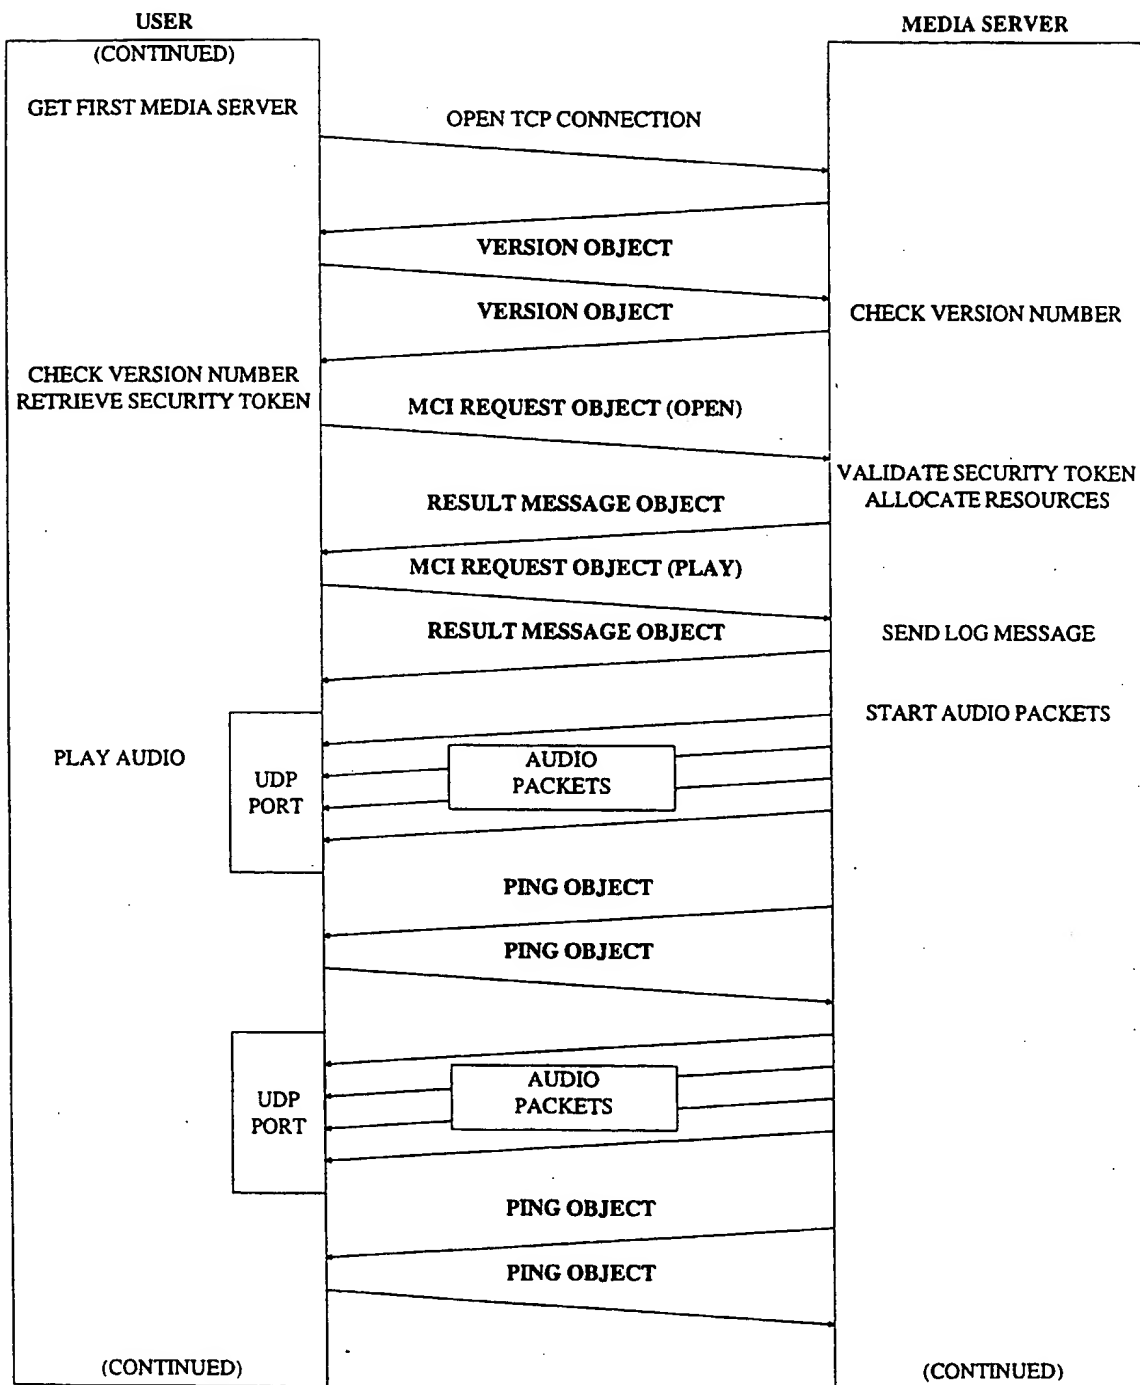 USER
MEDIA SERVER
(CONTINUED)
GET FIRST MEDIA SERVER
OPEN TCP CONNECTION
VERSION OBJECT
VERSION OBJECT
CHECK VERSION NUMBER
CHECK VERSION NUMBER
RETRIEVE SECURITY TOKEN
MCI REQUEST OBJECT (OPEN)
VALIDATE SECURITY TOKEN
ALLOCATE RESOURCES
RESULT MESSAGE OBJECT
MCI REQUEST OBJECT (PLAY)
RESULT MESSAGE OBJECT
SEND LOG MESSAGE
START AUDIO PACKETS
PLAY AUDIO
UDP
PORT
AUDIO
PACKETS
PING OBJECT
PING OBJECT
UDP
PORT
AUDIO
PACKETS
PING OBJECT
PING OBJECT
(CONTINUED)
(CONTINUED)